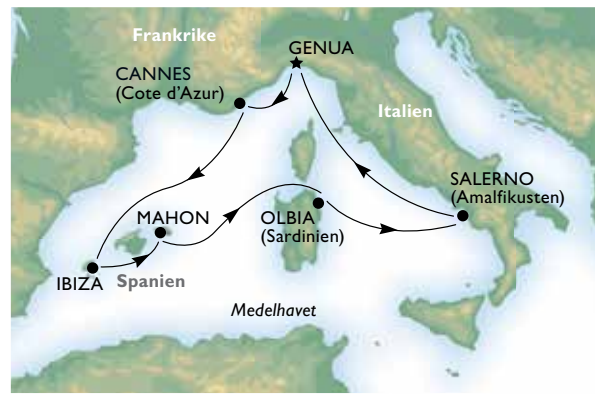 Frankrike
GENUA
CANNES
(Cote d'Azur)
Italien
SALERNO
(Amalfikusten)
MAHON
OLBIA
(Sardinien)
IBIZA
Spanien
Medelhavet